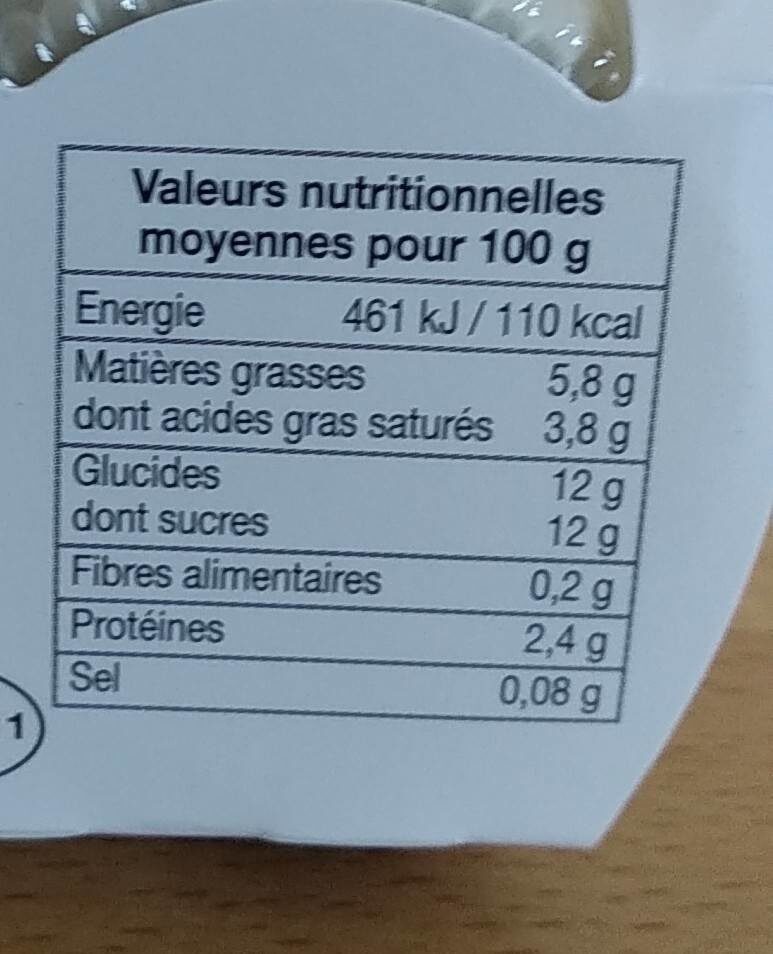 Valeurs nutritionnelles
moyennes pour 100 g
Energie 461 kJ / 110 kcal
Matières grasses 5,8 g
dont acides gras saturés 3,8 g
Glucides 12 g
dont sucres 12 g
Fibres alimentaires 0,2 g
Protéines 2,4 g
Sel 0,08 g
1